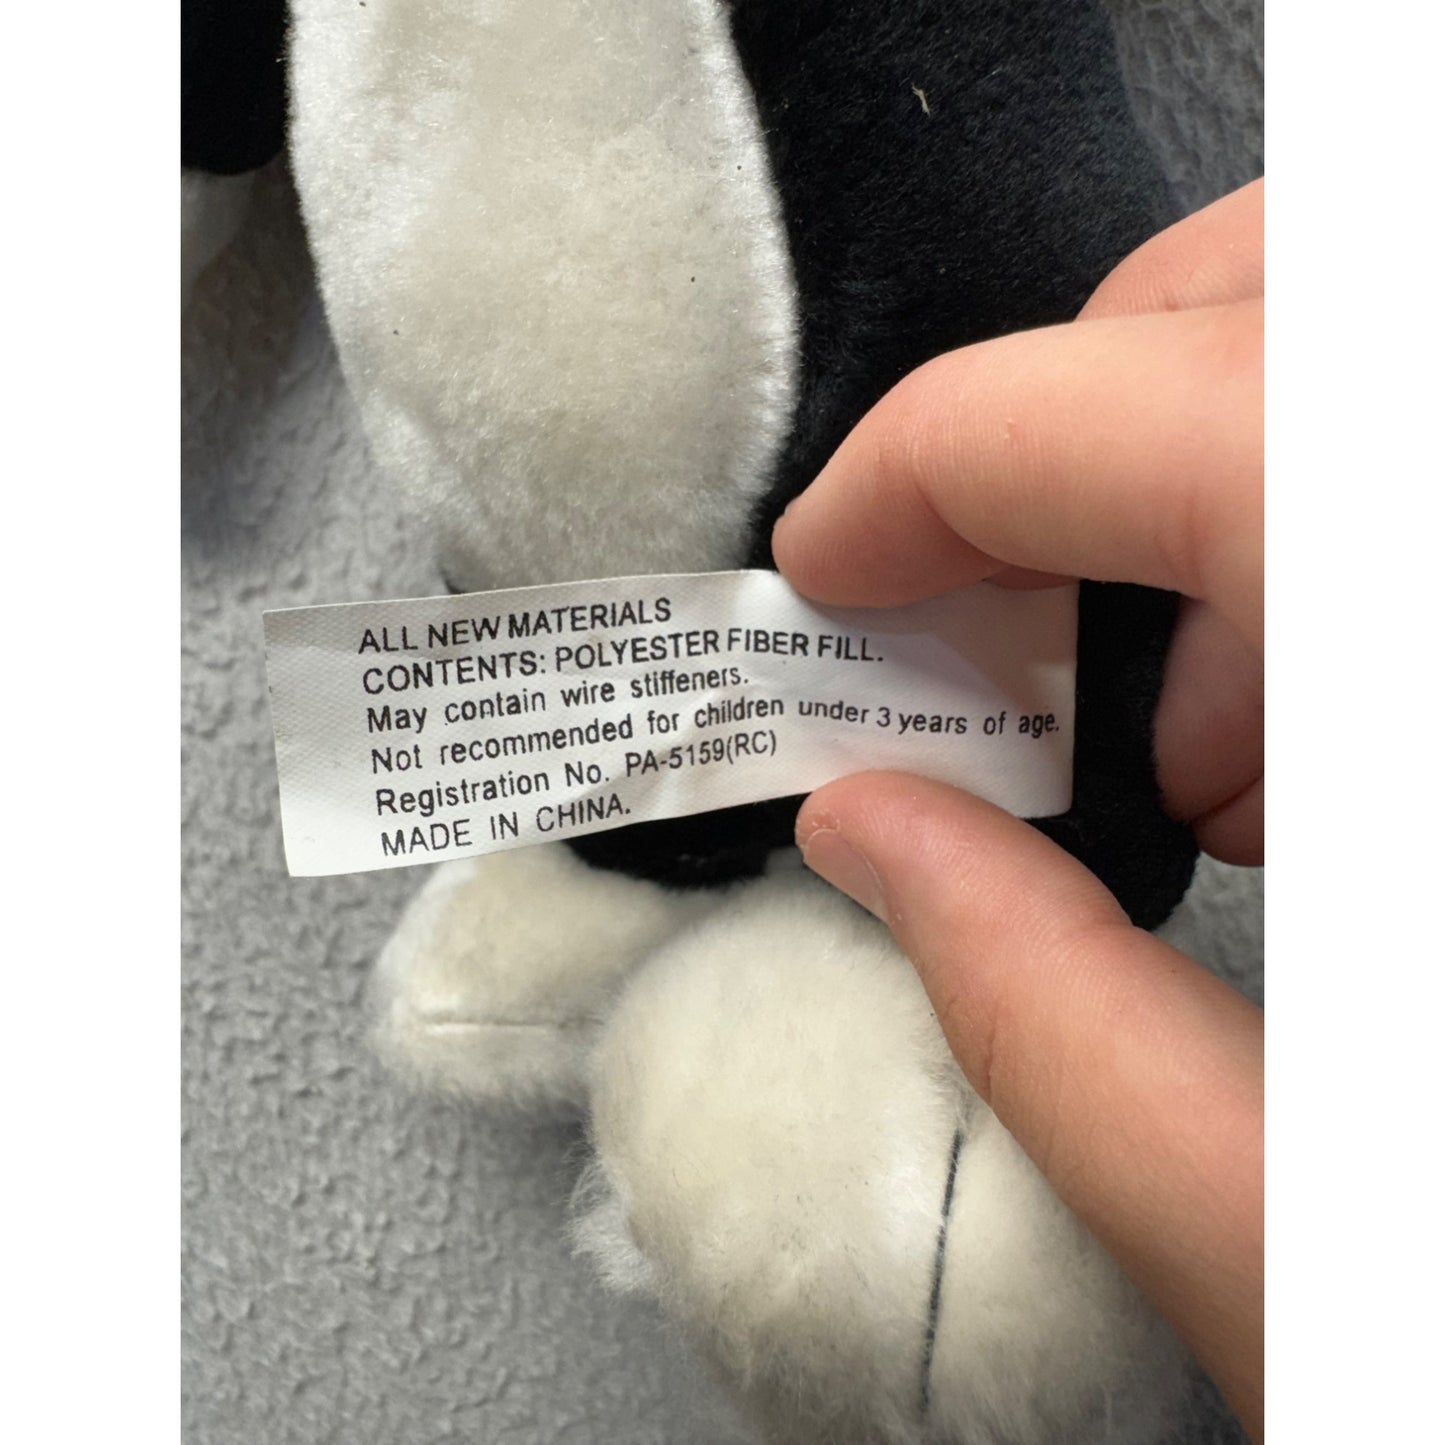 ALL NEW MATERIALS
CONTENTS: POLYESTER FIBER FILL.
May contain wire stiffeners.
Not recommended for children under 3 years of age.
Registration No. PA-5159(RC)
MADE IN CHINA.